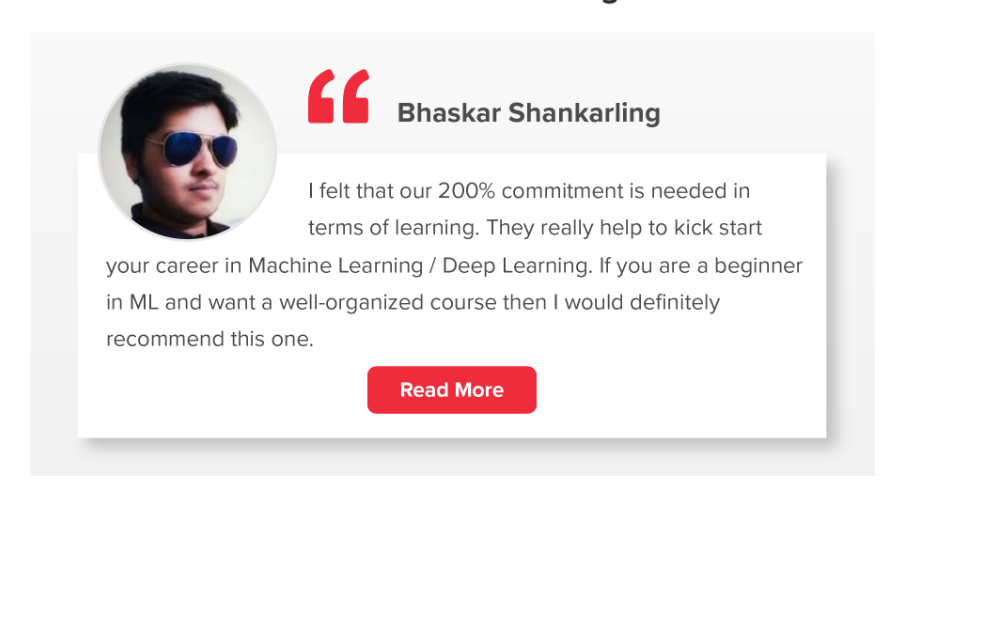 Bhaskar Shankarling
I felt that our 200% commitment is needed in
terms of learning. They really help to kick start
your career in Machine Learning / Deep Learning. If you are a beginner
in ML and want a well-organized course then I would definitely
recommend this one.
Read More